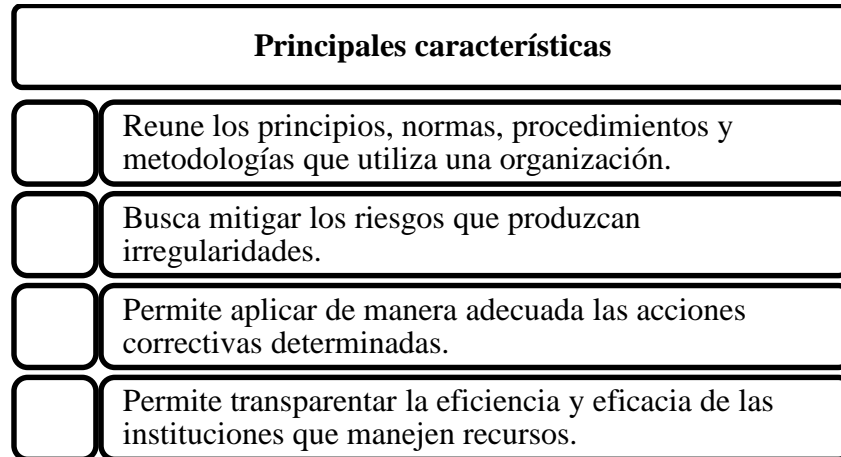 Principales característificas
Reune los principios, normas, procedimientos y
metodologías que utiliza una organización.
Busca mitigar los riesgos que produzcan
irregularidades.
Permite aplicar de manera adecuada las acciones
correctivas determinadas.
Permite transparentar la eficiencia y eficacia de las
instituciones que manejen recursos.